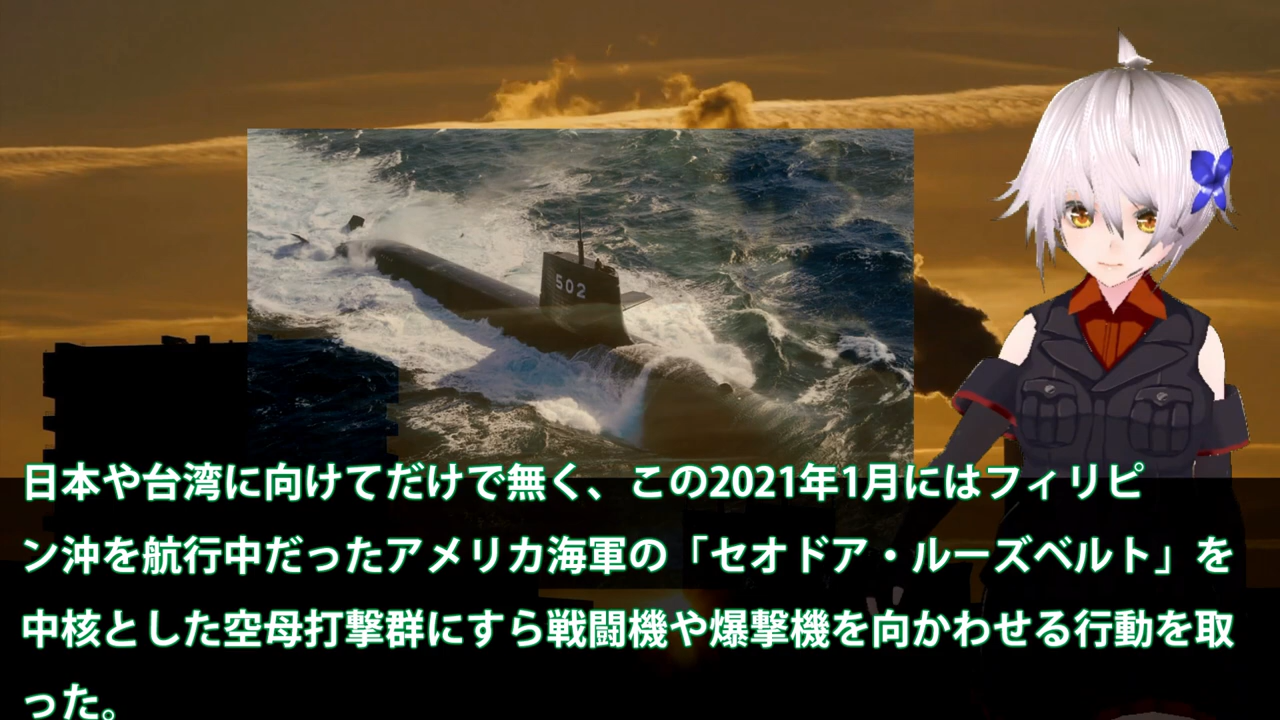 502
日本や台湾に向けてだけで無く、この2021年1月にはフィリピ
ン沖を航行中だったアメリカ海軍の「セオドア・ルーズベルト」を
中核とした空母打撃群にすら戦闘機や爆撃機を向かわせる行動を取
った。